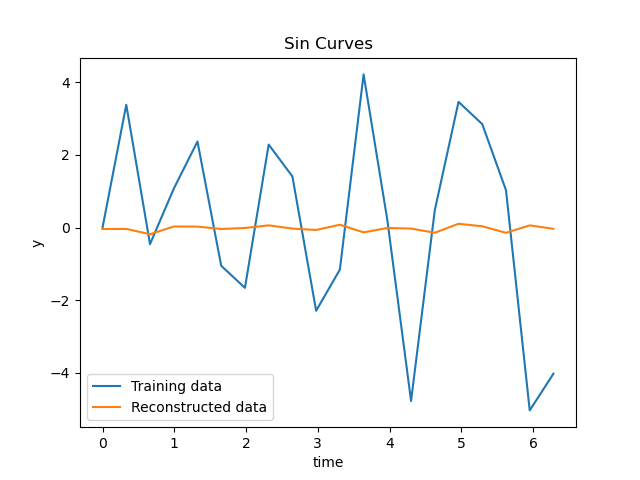 Sin Curves
y
4
2
0
−2
−4
Training data
Reconstructed data
0 1 2 3 4 5 6
time